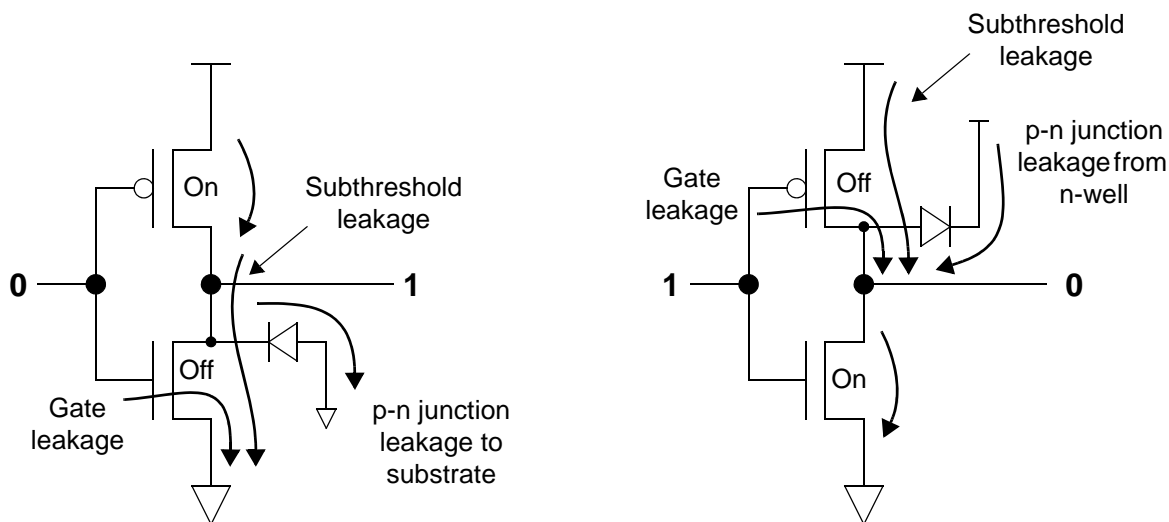 Subthreshold
leakage
On
Subthreshold
leakage
0
1
Off
Gate
leakage
p-n junction
leakage to
substrate
p-n junction
leakage from
n-well
Gate
leakage
Off
1
0
On